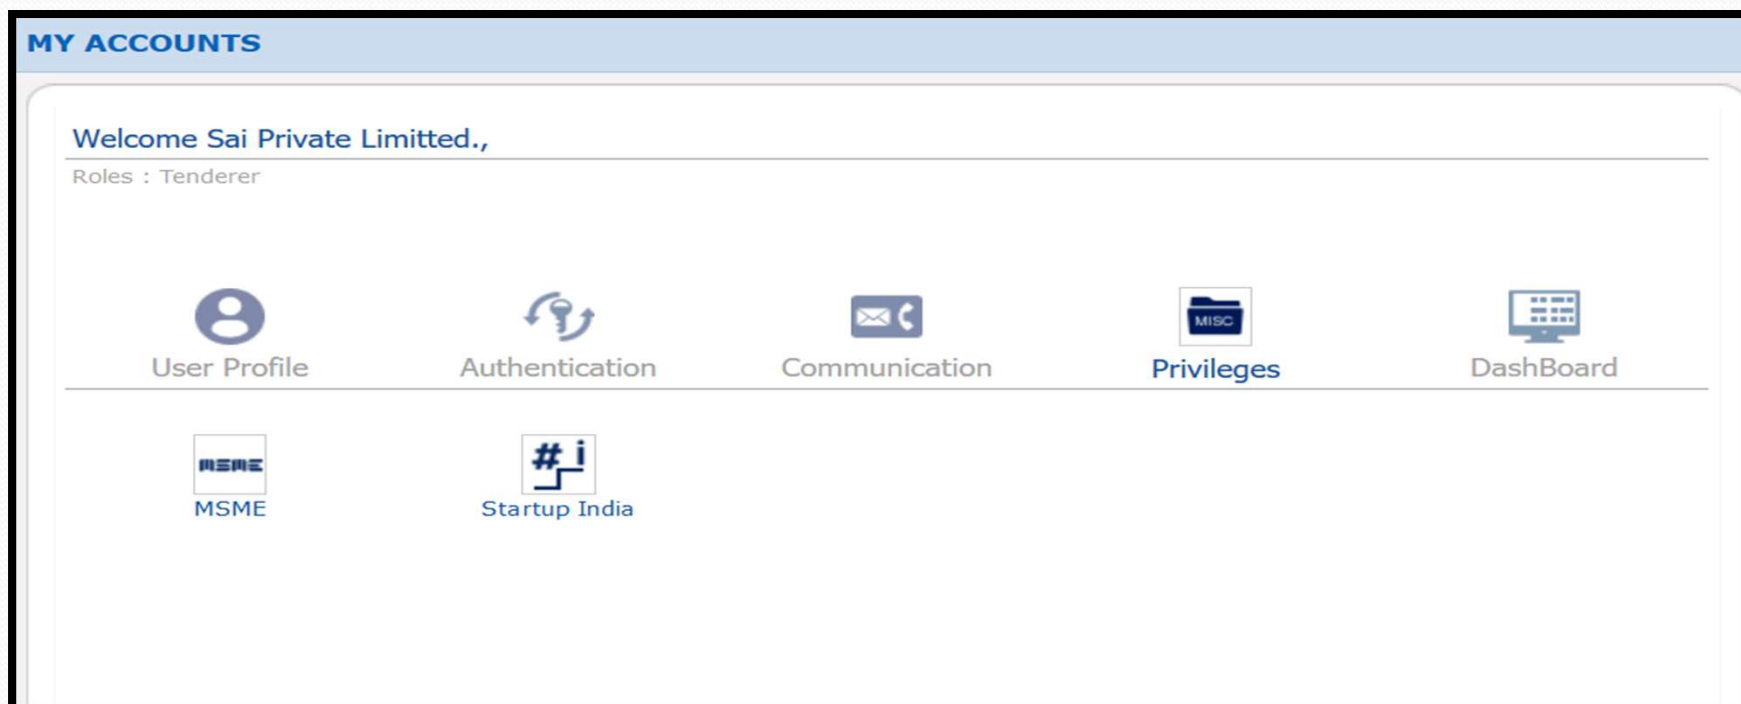 MY ACCOUNTS
Welcome Sai Private Limitted.,
Roles : Tenderer
MISC
User Profile Authentication Communication Privileges DashBoard
MSME #i
MSME Startup India